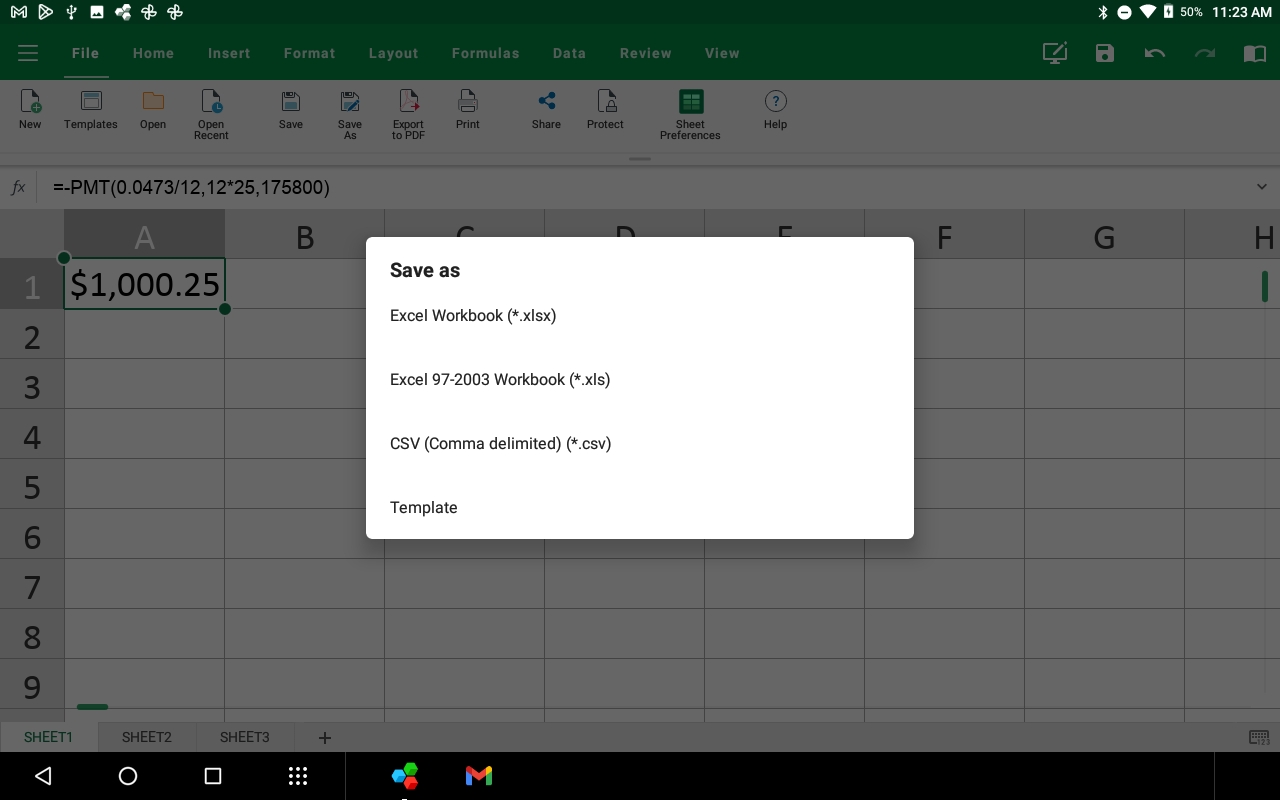 50% 11:23 AM
File Home Insert Format Layout Formulas Data Review View
New Templates Open Open Recent Save Save As Export to PDF Print Share Protect Sheet Preferences ? Help
fx =-PMT(0.0473/12,12*25,175800)
A B C D E F G H
Save as
1 $1,000.25
Excel Workbook (*.xlsx)
2
Excel 97-2003 Workbook (*.xls)
3
4 CSV (Comma delimited) (*.csv)
5
Template
6
7
8
9
SHEET1 SHEET2 SHEET3 + 123